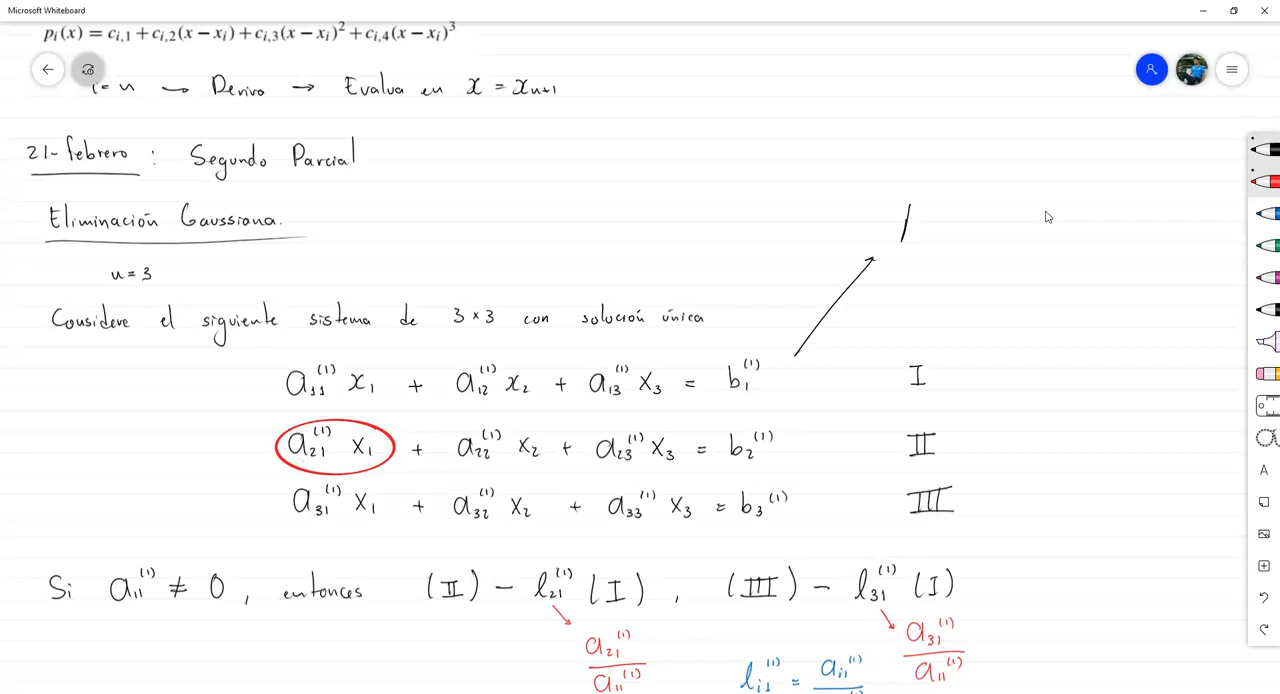 Microsoft Whiteboard
p_i(x) = c_{i,1} + c_{i,2}(x − x_i) + c_{i,3}(x − x_i)^2 + c_{i,4}(x − x_i)^3
i = n → Deriva → Evalua en x = x_{n+1}
21-febrero : Segundo Parcial
Eliminación Gaussiana.
n = 3
Considere el siguiente sistema de 3 × 3 con solución única
a_{11}^{(1)} x_1 + a_{12}^{(1)} x_2 + a_{13}^{(1)} x_3 = b_1^{(1)} I
a_{21}^{(1)} x_1 + a_{22}^{(1)} x_2 + a_{23}^{(1)} x_3 = b_2^{(1)} II
a_{31}^{(1)} x_1 + a_{32}^{(1)} x_2 + a_{33}^{(1)} x_3 = b_3^{(1)} III
Si a_{11}^{(1)} ≠ 0, entonces (II) − l_{21}^{(1)} (I), (III) − l_{31}^{(1)} (I)
a_{21}^{(1)} / a_{11}^{(1)} a_{31}^{(1)} / a_{11}^{(1)}
l_{i1}^{(1)} = a_{i1}^{(1)}